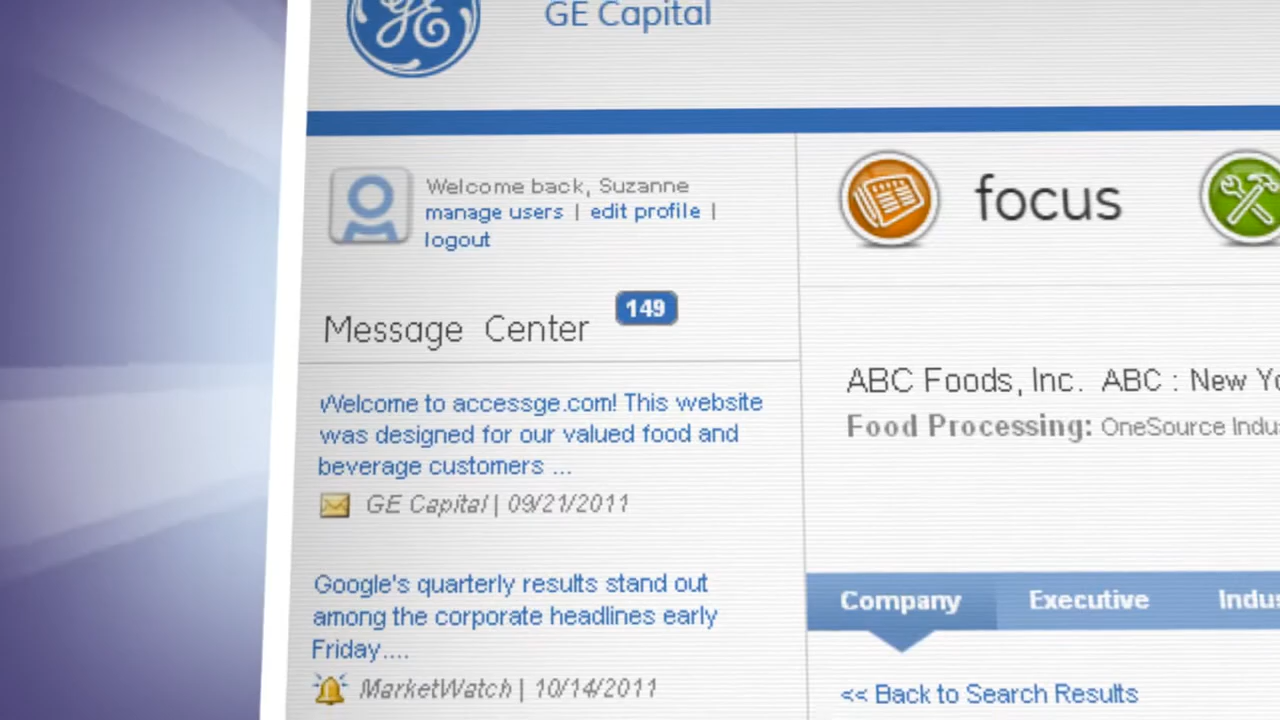 GE
GE Capital
Welcome back, Suzanne
manage users | edit profile |
logout
focus
Message Center 149
Welcome to accessge.com! This website
was designed for our valued food and
beverage customers ...
GE Capital | 09/21/2011
Google's quarterly results stand out
among the corporate headlines early
Friday....
MarketWatch | 10/14/2011
ABC Foods, Inc. ABC : New Yo
Food Processing: OneSource Indu
Company Executive Indus
<< Back to Search Results